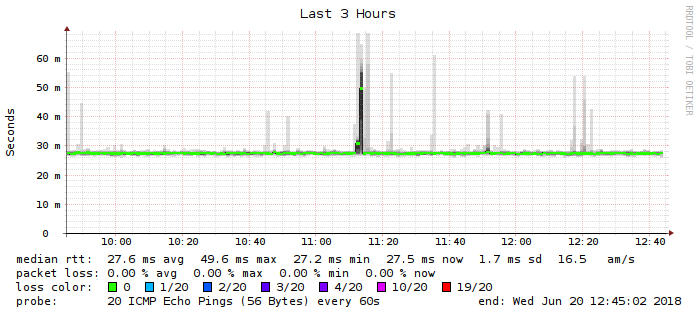 Last 3 Hours
RRDTOOL / TOBI OETIKER
Seconds
60 m
50 m
40 m
30 m
20 m
10 m
0
10:00 10:20 10:40 11:00 11:20 11:40 12:00 12:20 12:40
median rtt: 27.6 ms avg 49.6 ms max 27.2 ms min 27.5 ms now 1.7 ms sd 16.5 am/s
packet loss: 0.00 % avg 0.00 % max 0.00 % min 0.00 % now
loss color: 0 1/20 2/20 3/20 4/20 10/20 19/20
probe: 20 ICMP Echo Pings (56 Bytes) every 60s end: Wed Jun 20 12:45:02 2018